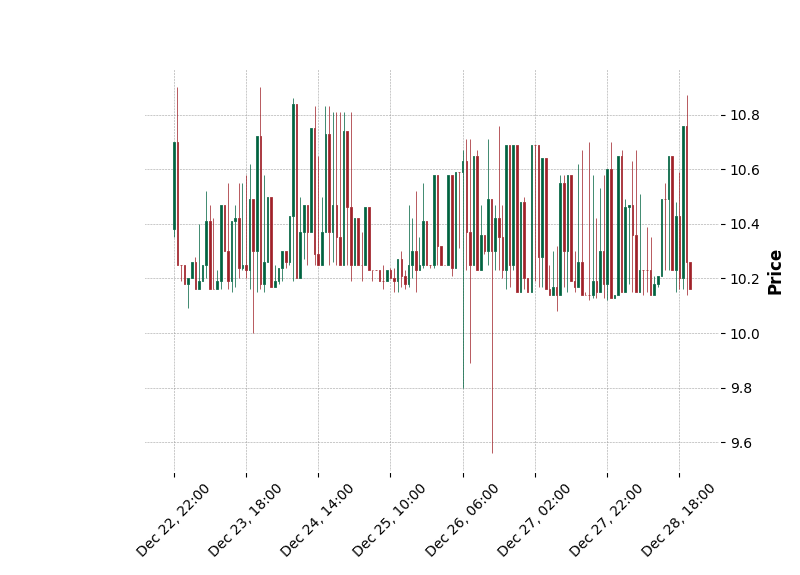 10.8
10.6
10.4
10.2
10.0
9.8
9.6
Price
Dec 22, 22:00
Dec 23, 18:00
Dec 24, 14:00
Dec 25, 10:00
Dec 26, 06:00
Dec 27, 02:00
Dec 27, 22:00
Dec 28, 18:00